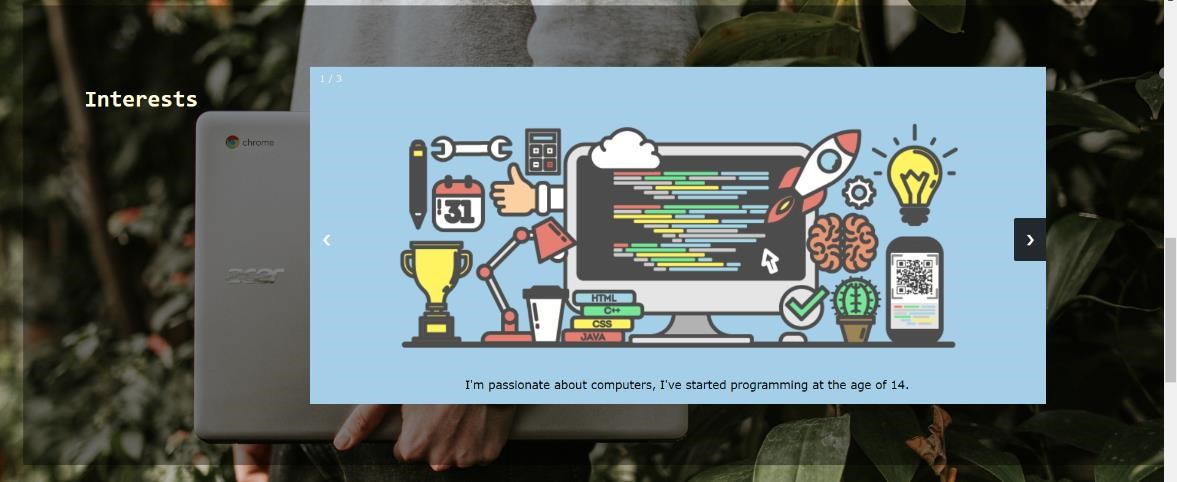 1 / 3
Interests
chrome
31
acer
HTML
C++
CSS
JAVA
I'm passionate about computers, I've started programming at the age of 14.